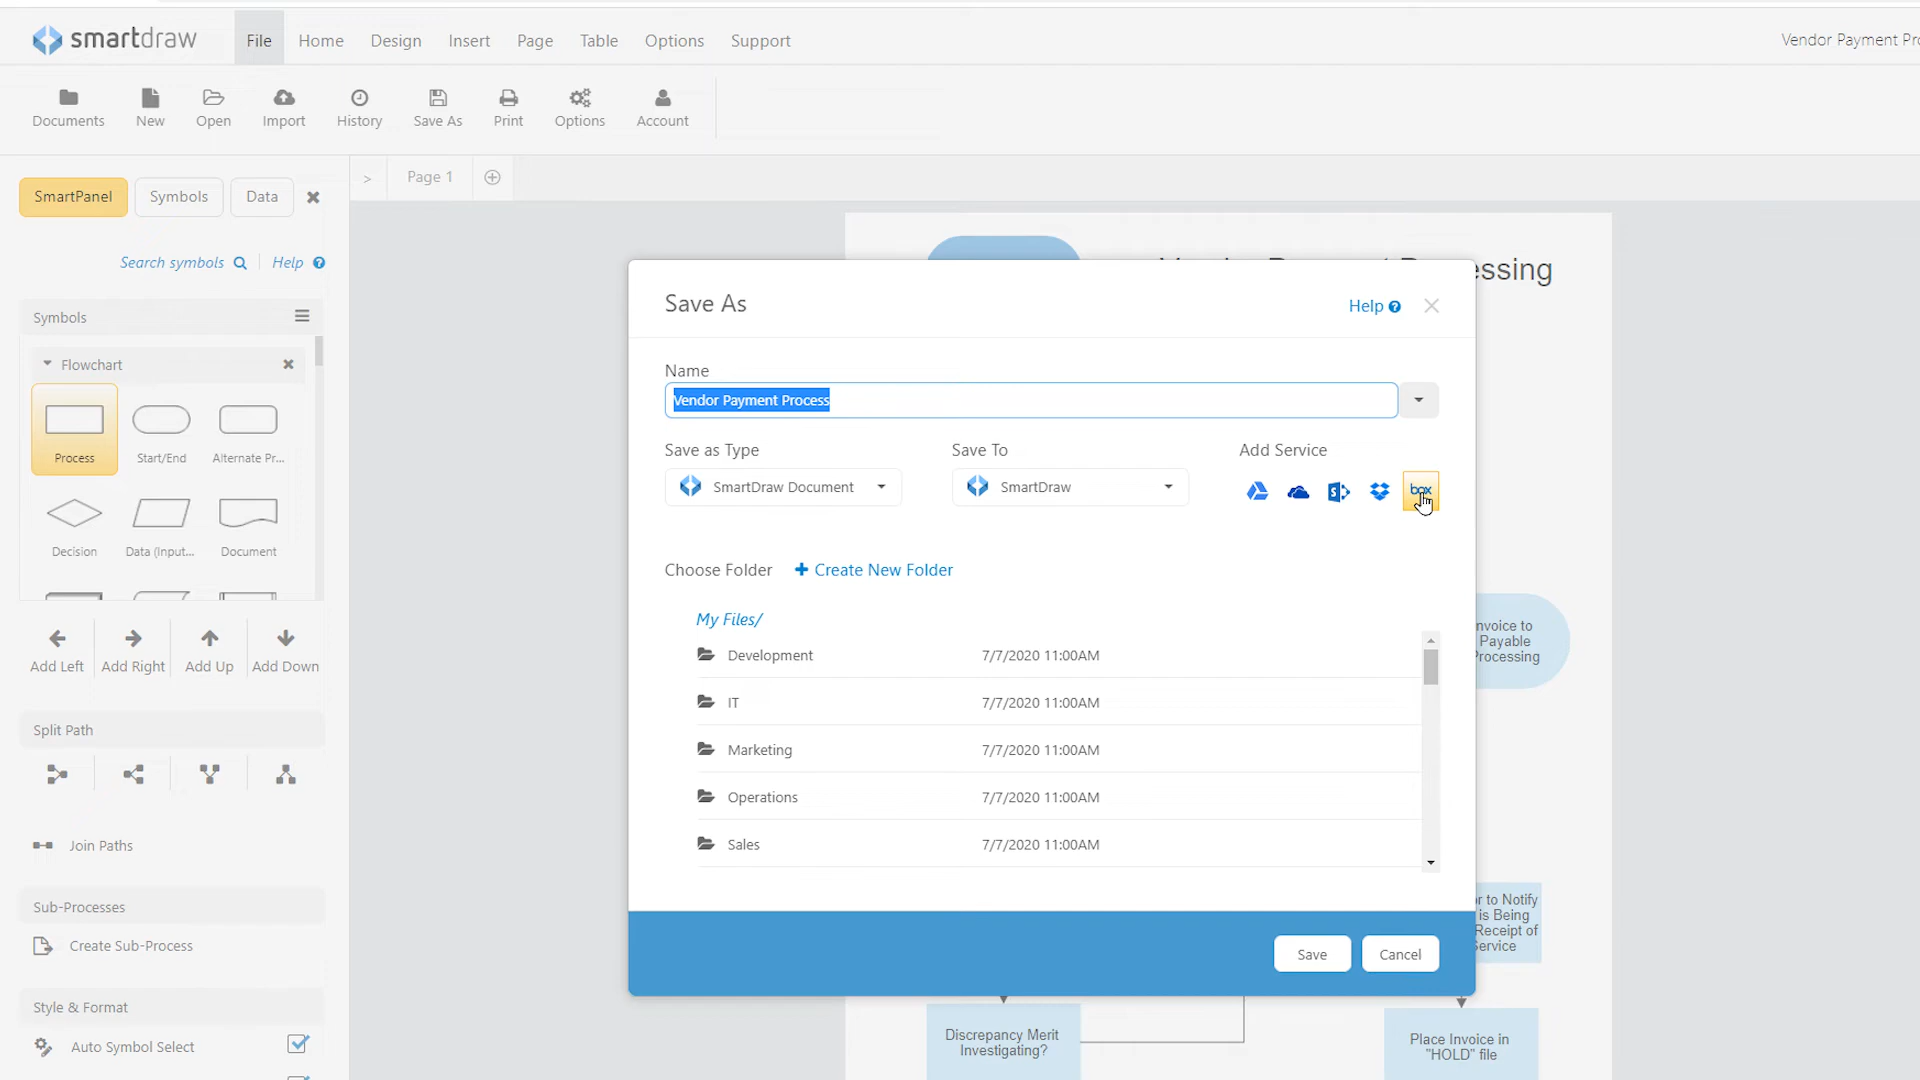 smartdraw
File
Home
Design
Insert
Page
Table
Options
Support
Vendor Payment
Documents
New
Open
Import
History
Save As
Print
Options
Account
SmartPanel
Symbols
Data
Page 1
Search symbols
Help
Symbols
Flowchart
Process
Start/End
Alternate Pr...
Decision
Data (Input...
Document
Add Left
Add Right
Add Up
Add Down
Split Path
Join Paths
Sub-Processes
Create Sub-Process
Style & Format
Auto Symbol Select
Save As
Help
Name
Vendor Payment Process
Save as Type
Save To
Add Service
SmartDraw Document
SmartDraw
box
Choose Folder
Create New Folder
My Files/
Development 7/7/2020 11:00AM
IT 7/7/2020 11:00AM
Marketing 7/7/2020 11:00AM
Operations 7/7/2020 11:00AM
Sales 7/7/2020 11:00AM
Save
Cancel
nvoice to
Payable
Processing
r to Notify
is Being
Receipt of
Service
Discrepancy Merit
Investigating?
Place Invoice in
"HOLD" file